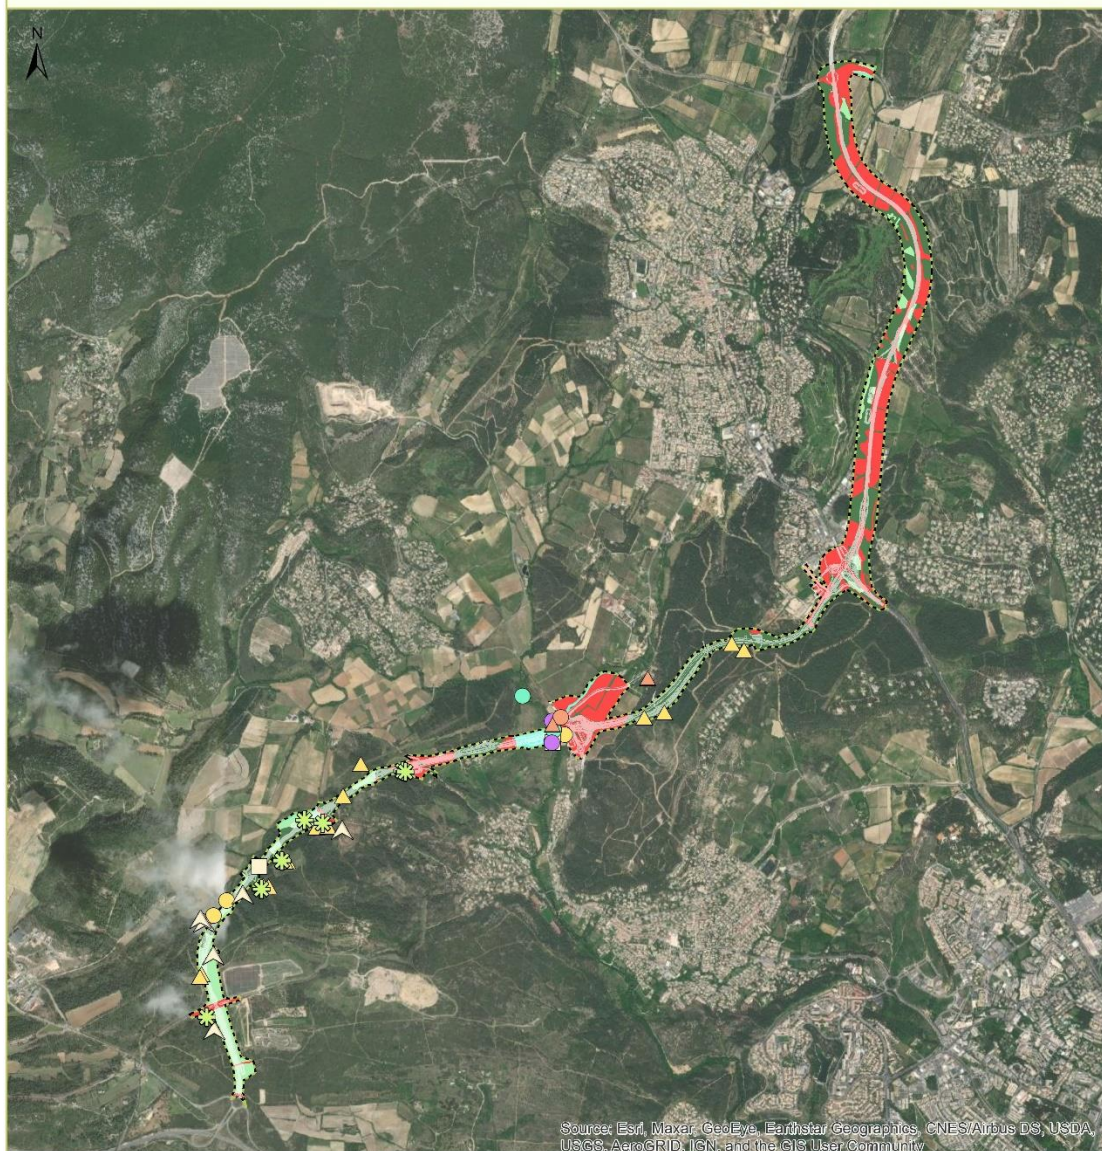 N
Source: Esri, Maxar, GeoEye, Earthstar Geographics, CNES/Airbus DS, USDA,
USGS, AeroGRID, IGN, and the GIS User Community